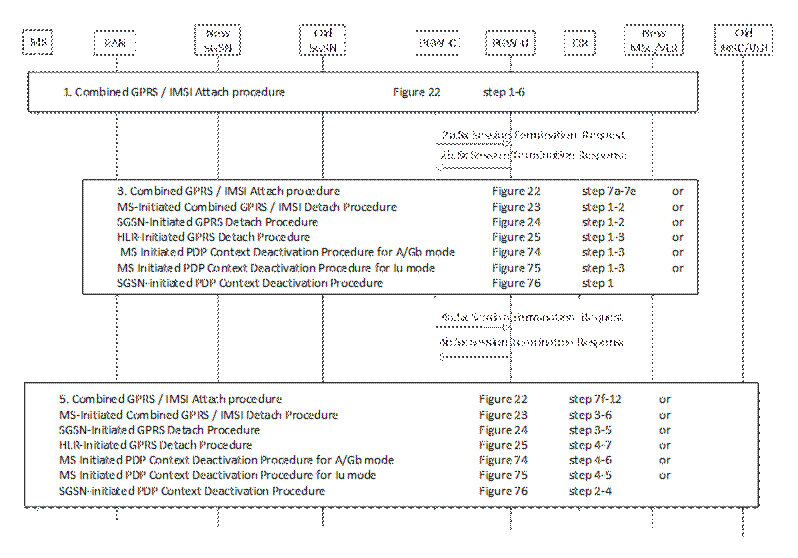 MS RAN New SGSN Old SGSN PGW-C PGW-U EIR New MSC/VLR Old MSC/VLR
1. Combined GPRS / IMSI Attach procedure Figure 22 step 1-6
2a.Sx Session Termination Request
2b.Sx Session Termination Response
3. Combined GPRS / IMSI Attach procedure Figure 22 step 7a-7e or
MS-Initiated Combined GPRS / IMSI Detach Procedure Figure 23 step 1-2 or
SGSN-Initiated GPRS Detach Procedure Figure 24 step 1-2 or
HLR-Initiated GPRS Detach Procedure Figure 25 step 1-3 or
MS Initiated PDP Context Deactivation Procedure for A/Gb mode Figure 74 step 1-3 or
MS Initiated PDP Context Deactivation Procedure for Iu mode Figure 75 step 1-3 or
SGSN-initiated PDP Context Deactivation Procedure Figure 76 step 1
4a.Sx Session Termination Request
4b.Sx Session Termination Response
5. Combined GPRS / IMSI Attach procedure Figure 22 step 7f-12 or
MS-Initiated Combined GPRS / IMSI Detach Procedure Figure 23 step 3-6 or
SGSN-Initiated GPRS Detach Procedure Figure 24 step 3-5 or
HLR-Initiated GPRS Detach Procedure Figure 25 step 4-7 or
MS Initiated PDP Context Deactivation Procedure for A/Gb mode Figure 74 step 4-6 or
MS Initiated PDP Context Deactivation Procedure for Iu mode Figure 75 step 4-5 or
SGSN-initiated PDP Context Deactivation Procedure Figure 76 step 2-4